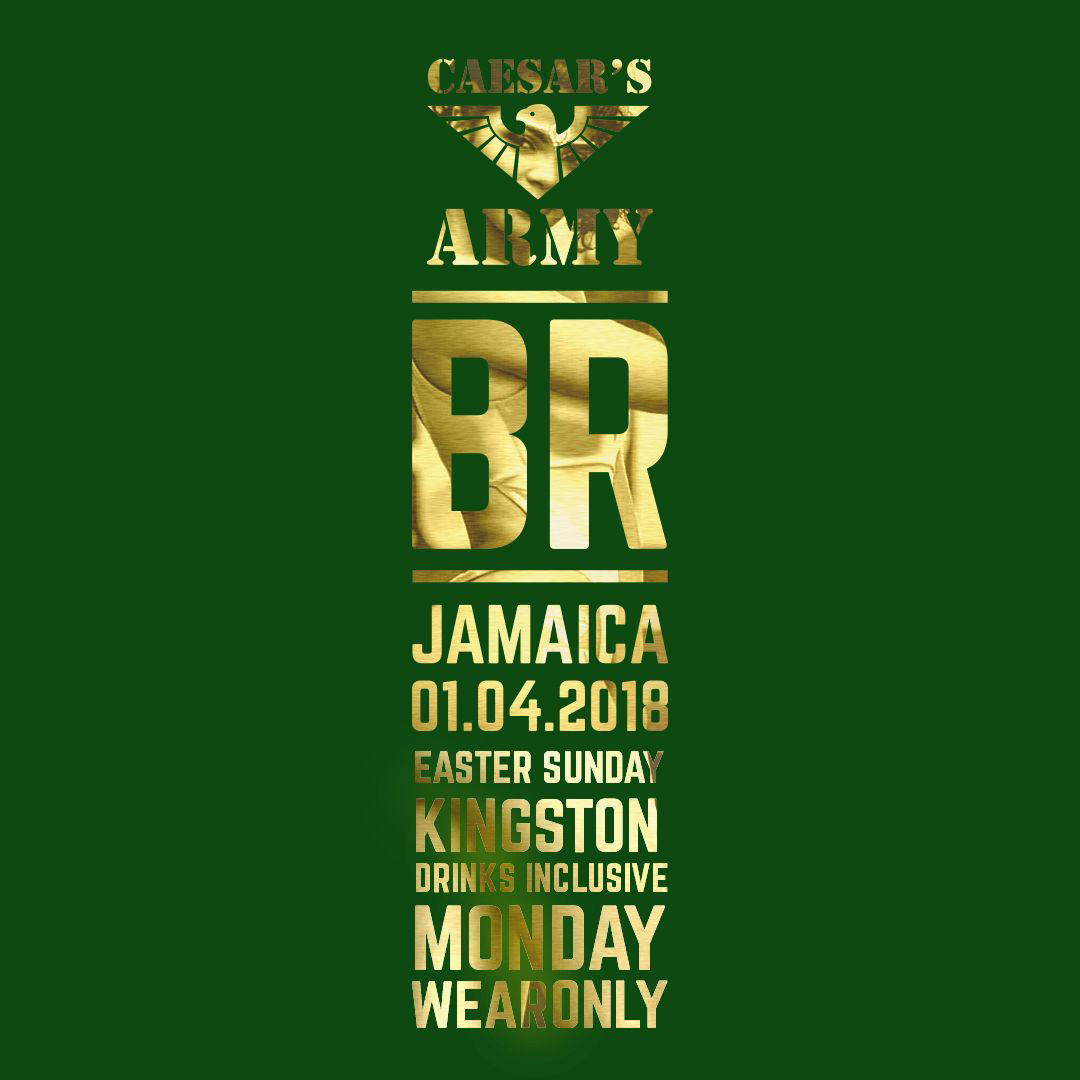 CAESAR'S
ARMY
BR
JAMAICA
01.04.2018
EASTER SUNDAY
KINGSTON
DRINKS INCLUSIVE
MONDAY
WEARONLY